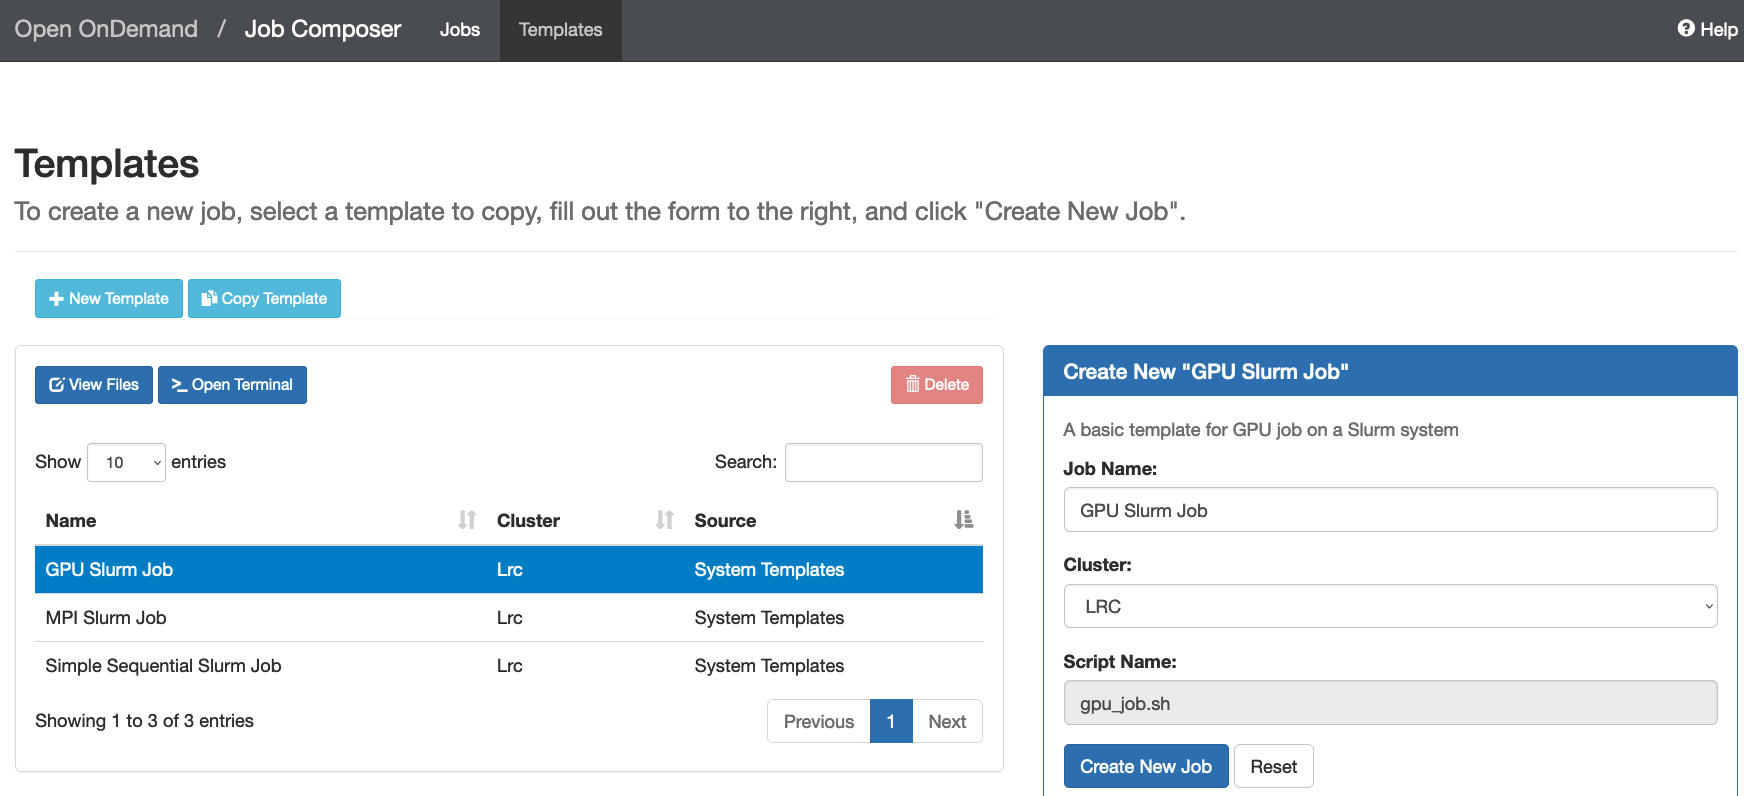 Open OnDemand / Job Composer Jobs Templates Help
Templates
To create a new job, select a template to copy, fill out the form to the right, and click "Create New Job".
New Template Copy Template
View Files Open Terminal Delete
Show 10 entries Search:
Name Cluster Source
GPU Slurm Job Lrc System Templates
MPI Slurm Job Lrc System Templates
Simple Sequential Slurm Job Lrc System Templates
Showing 1 to 3 of 3 entries
Previous 1 Next
Create New "GPU Slurm Job"
A basic template for GPU job on a Slurm system
Job Name:
GPU Slurm Job
Cluster:
LRC
Script Name:
gpu_job.sh
Create New Job Reset